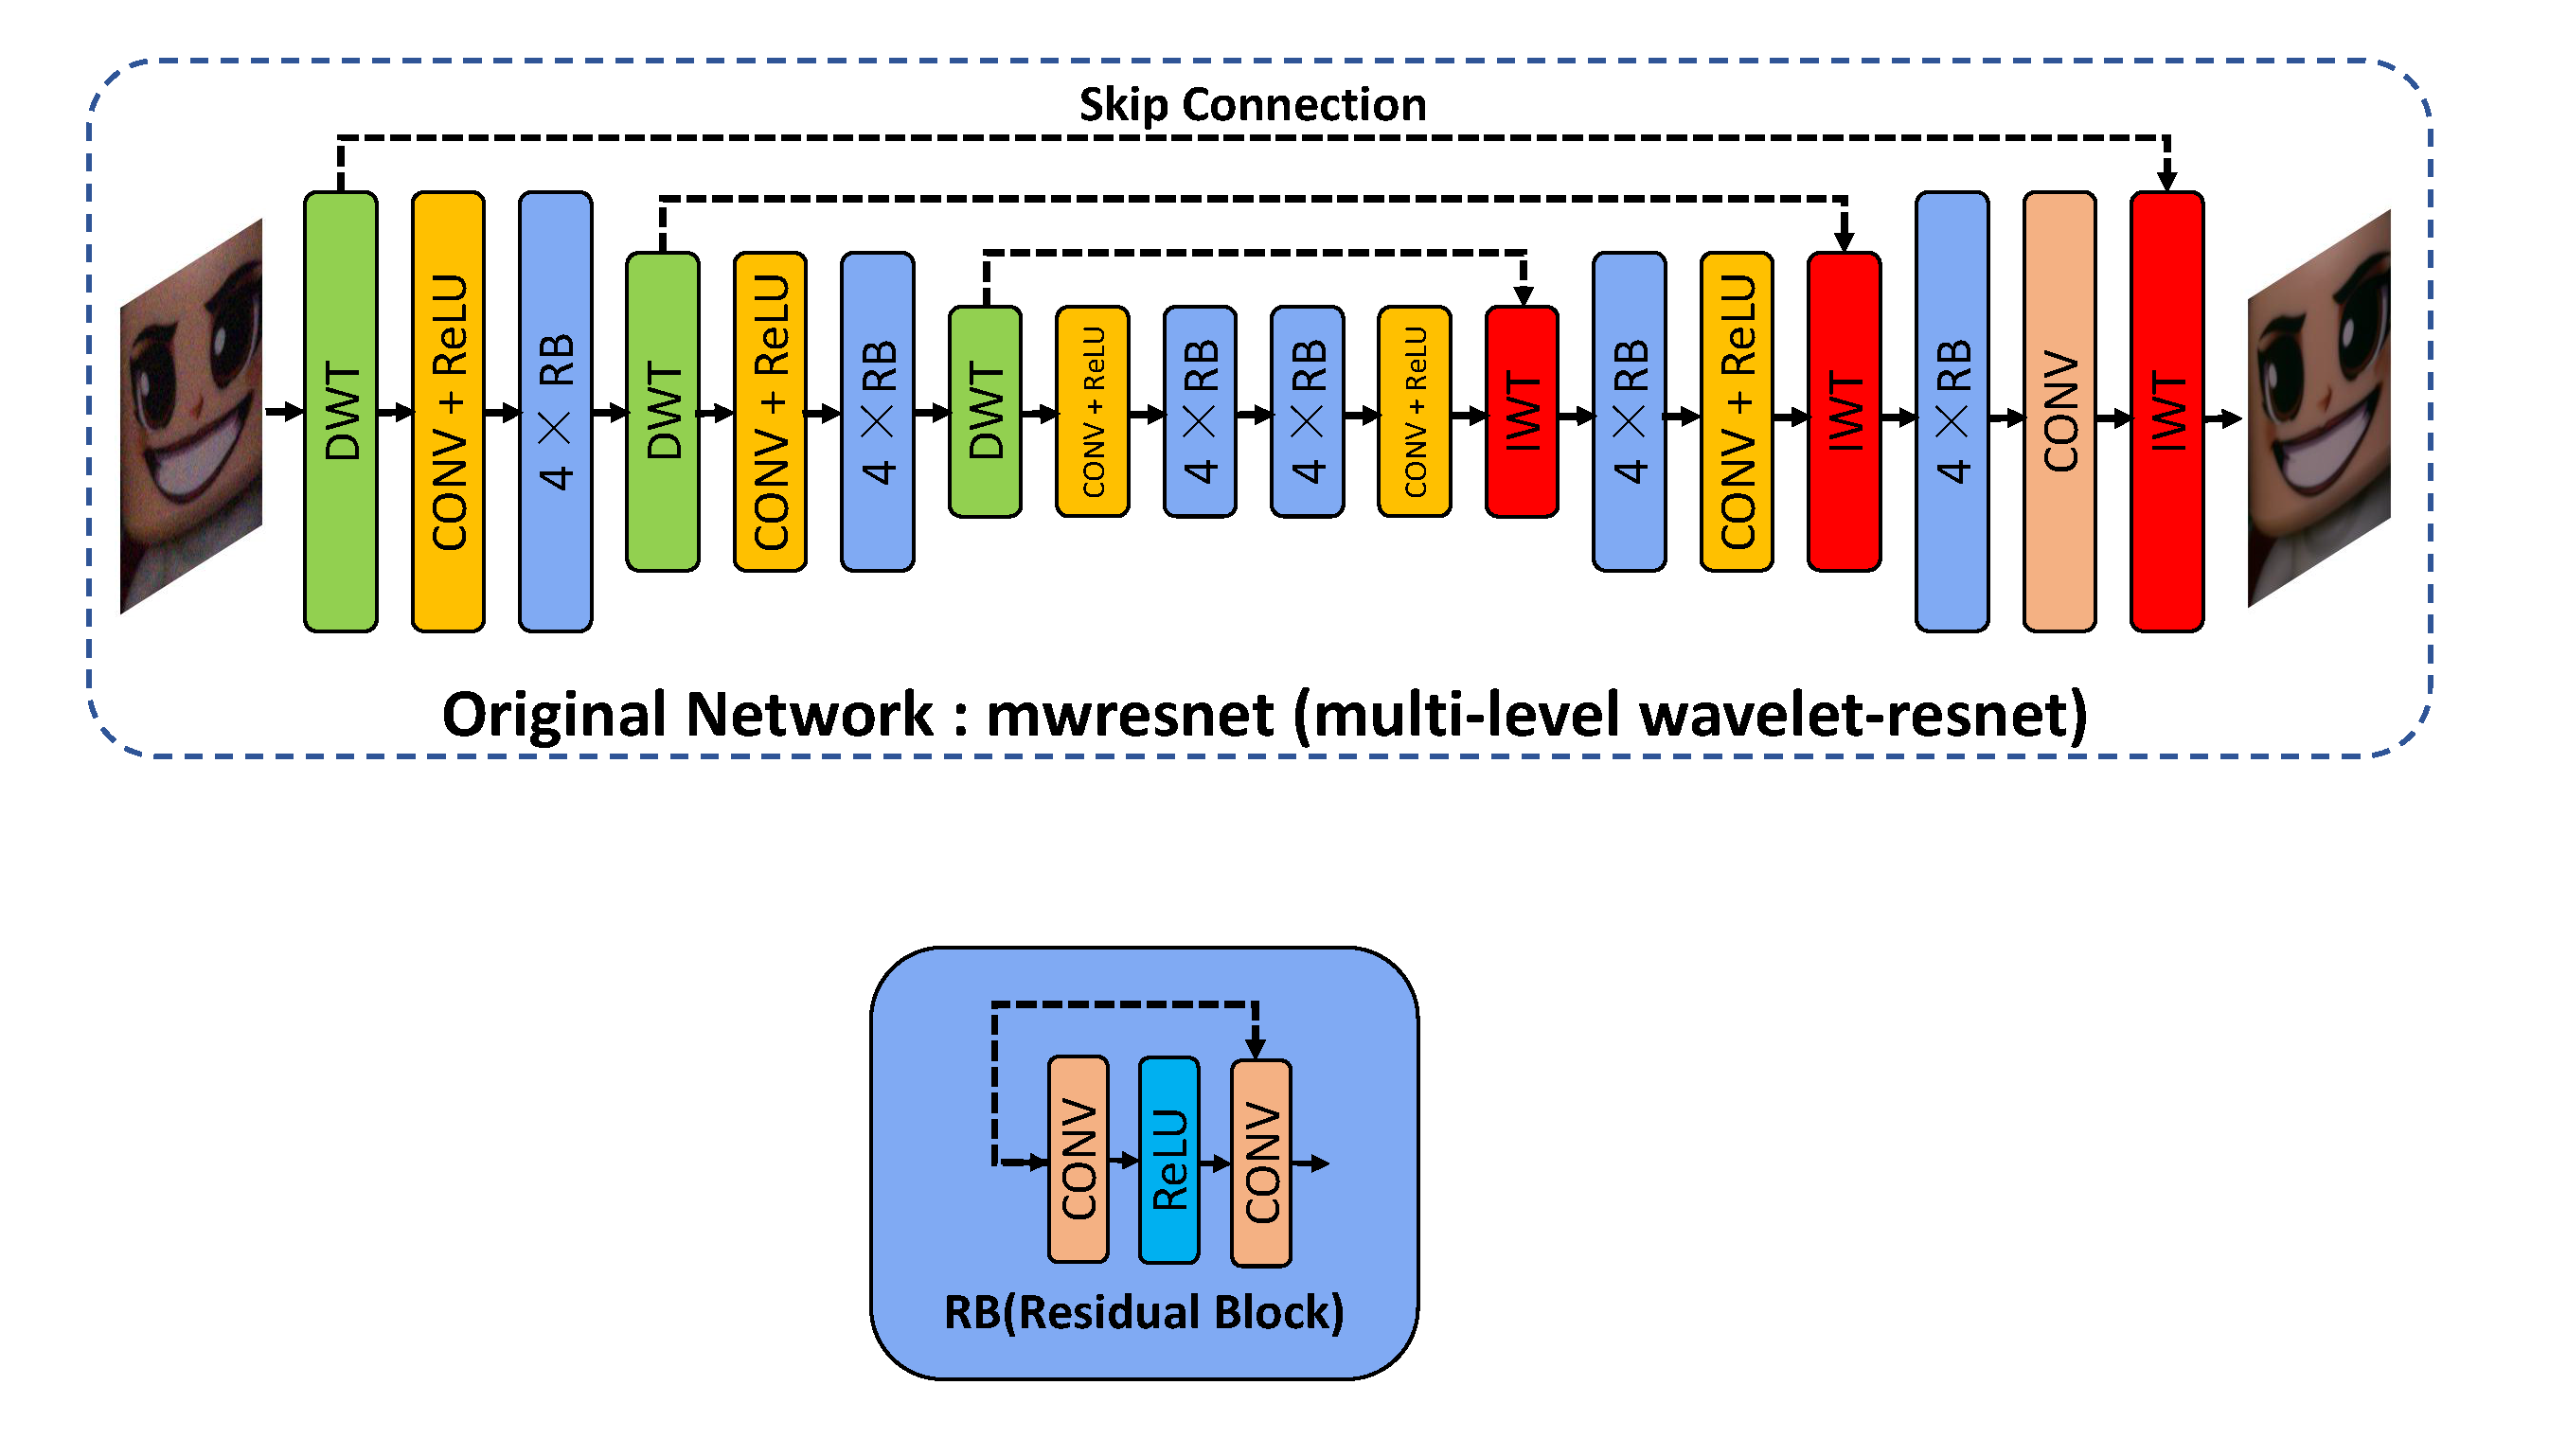 Skip Connection
DWT
CONV + ReLU
4 × RB
DWT
CONV + ReLU
4 × RB
DWT
CONV + ReLU
4 × RB
4 × RB
CONV + ReLU
IWT
4 × RB
CONV + ReLU
IWT
4 × RB
CONV
IWT
Original Network : mwresnet (multi-level wavelet-resnet)
CONV
ReLU
CONV
RB(Residual Block)